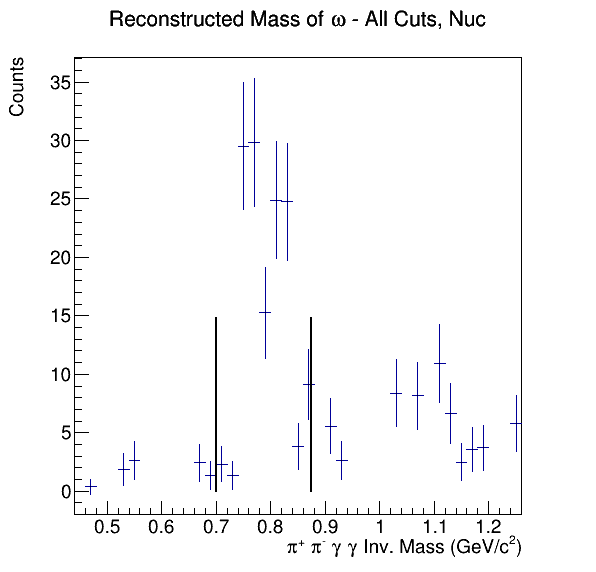 Reconstructed Mass of ω - All Cuts, Nuc
Counts
35
30
25
20
15
10
5
0
0.5 0.6 0.7 0.8 0.9 1 1.1 1.2
π⁺ π⁻ γ γ Inv. Mass (GeV/c²)